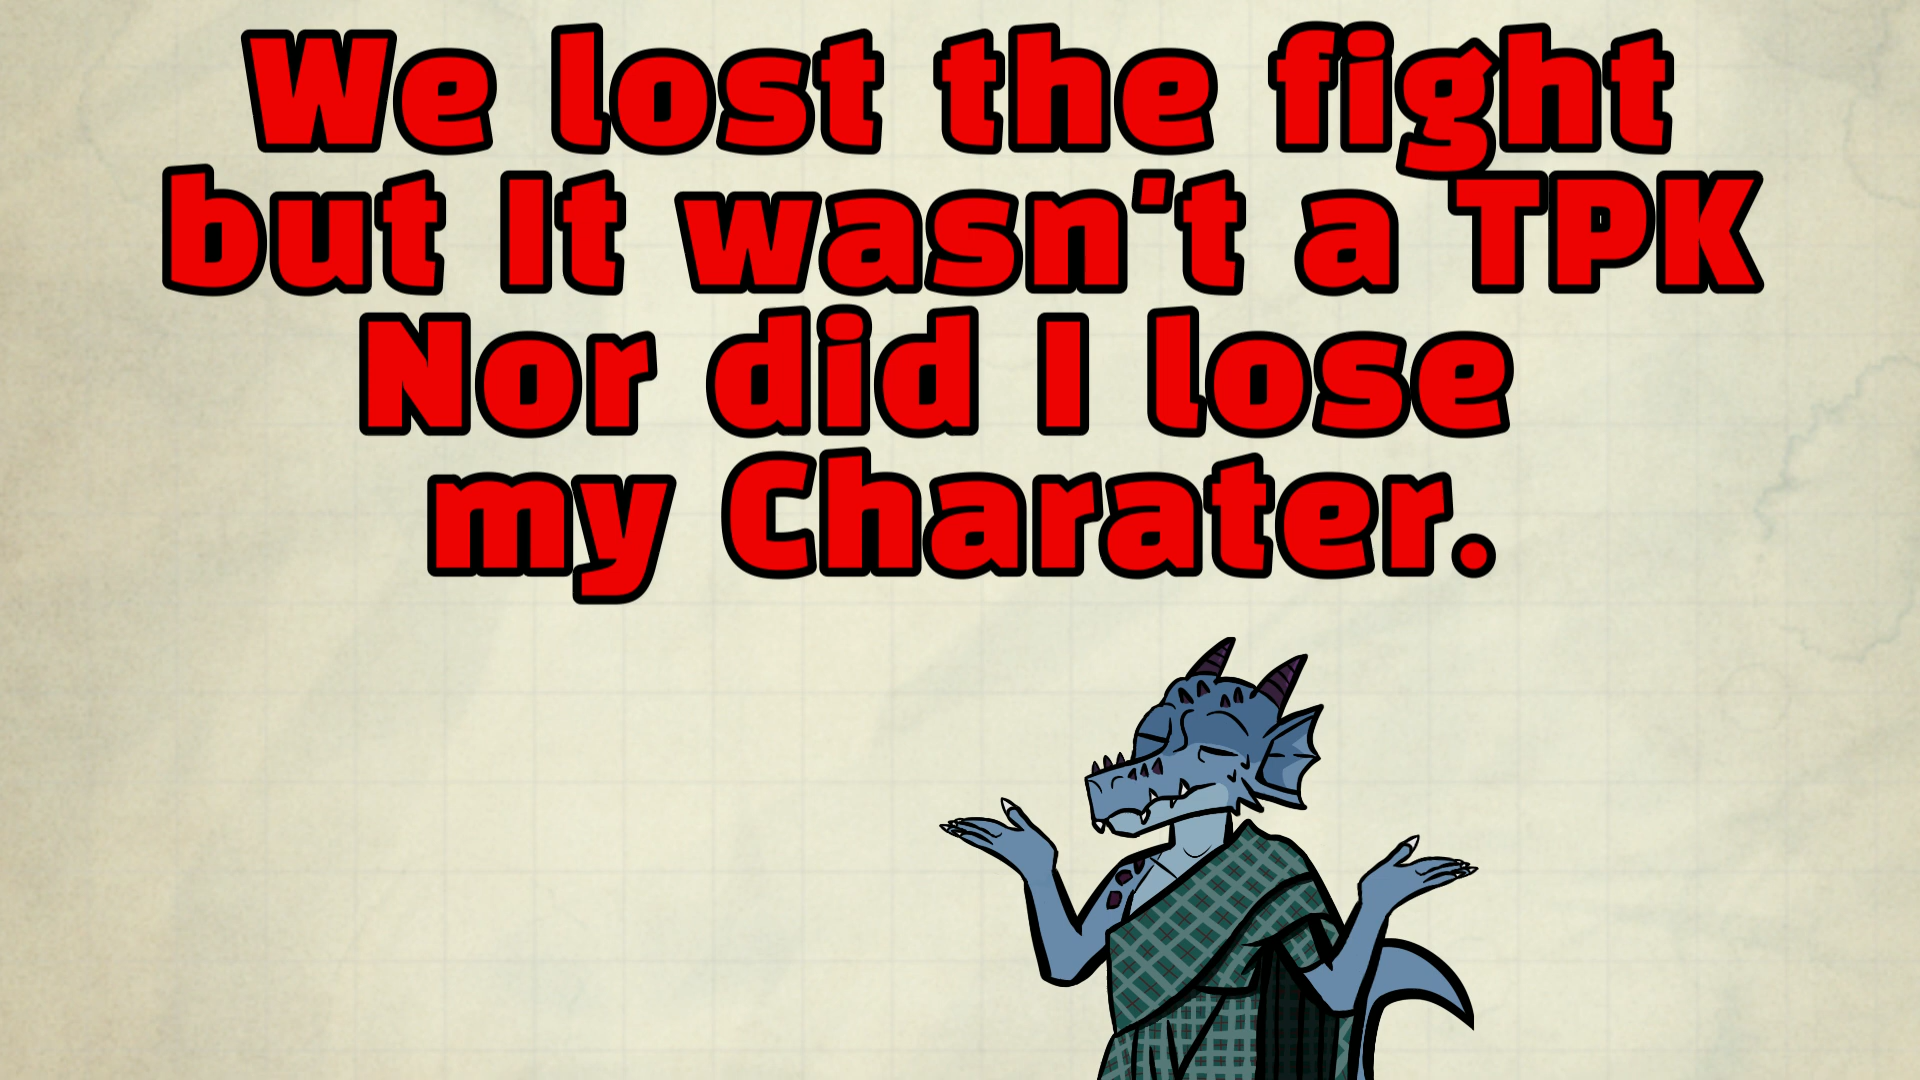 We lost the fight
but It wasn't a TPK
Nor did I lose
my Charater.